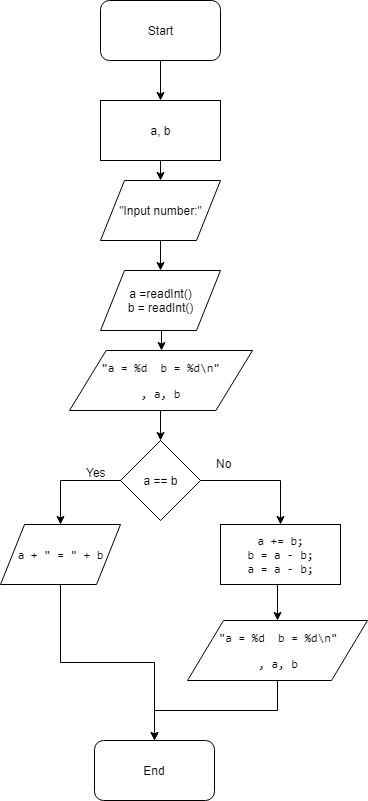 Start
a, b
"Input number:"
a =readInt()
b = readInt()
"a = %d  b = %d\n"
, a, b
a == b
Yes
No
a + " = " + b
a += b;
b = a - b;
a = a - b;
"a = %d  b = %d\n"
, a, b
End